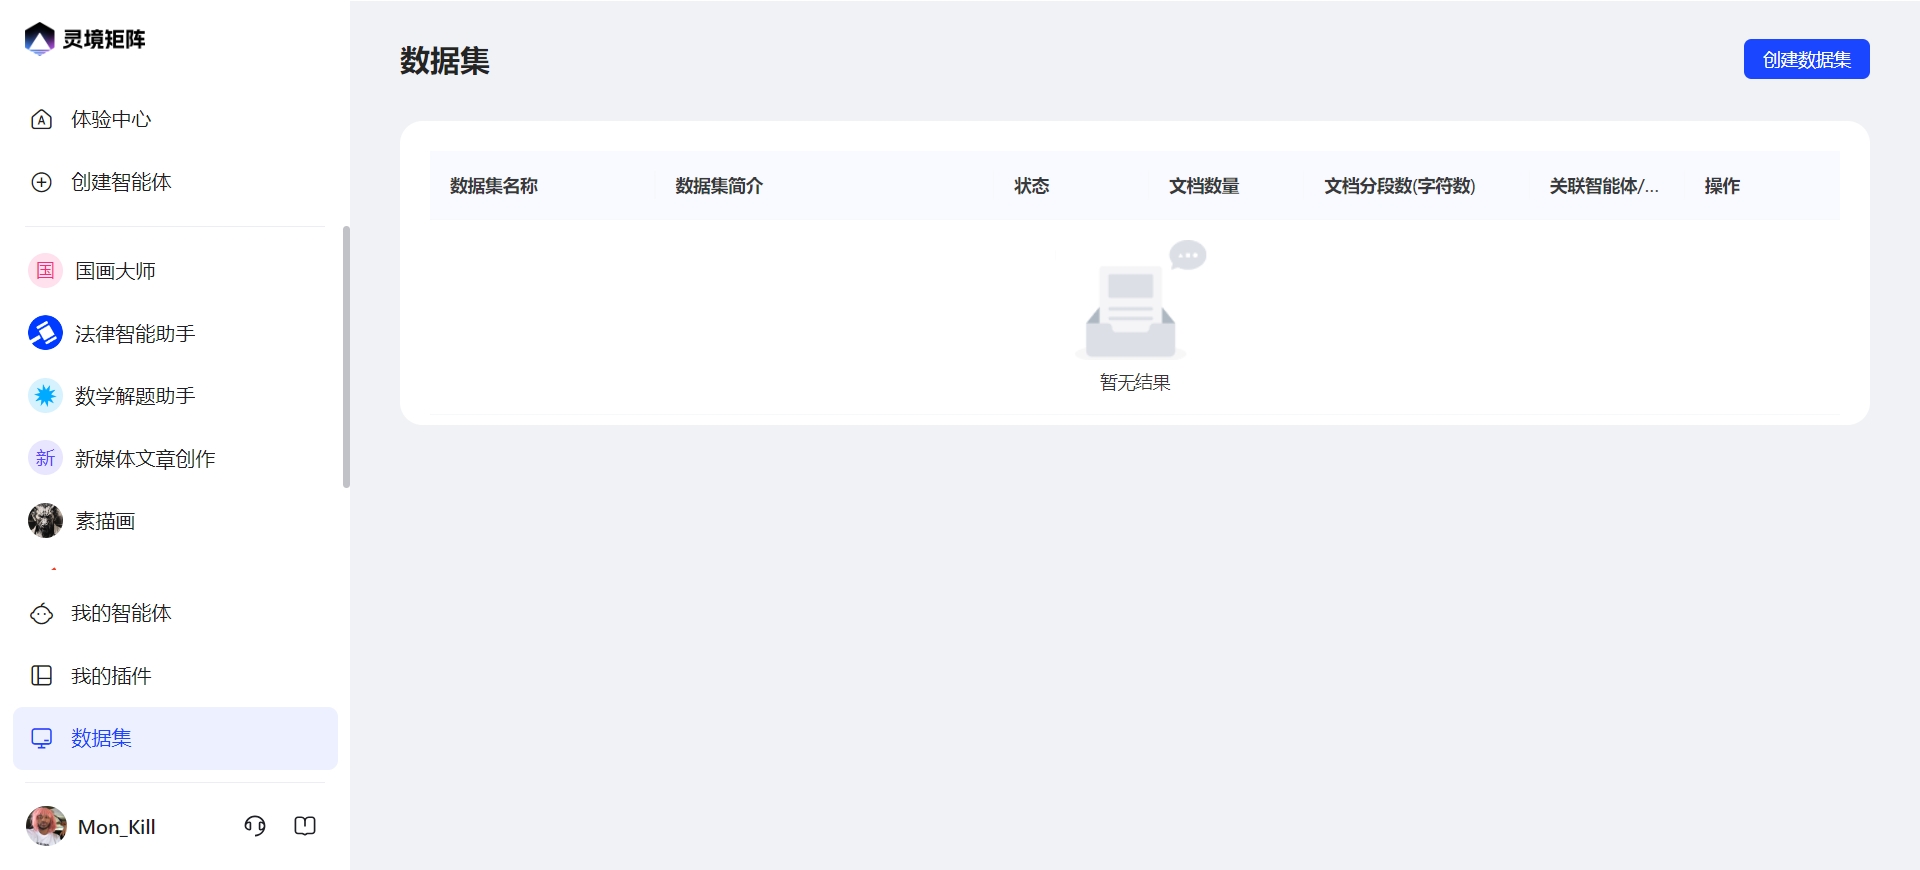 灵境矩阵
A 体验中心
创建智能体
国 国画大师
法律智能助手
数学解题助手
新 新媒体文章创作
素描画
我的智能体
我的插件
数据集
Mon_Kill
数据集
创建数据集
数据集名称 数据集简介 状态 文档数量 文档分段数(字符数) 关联智能体/... 操作
暂无结果